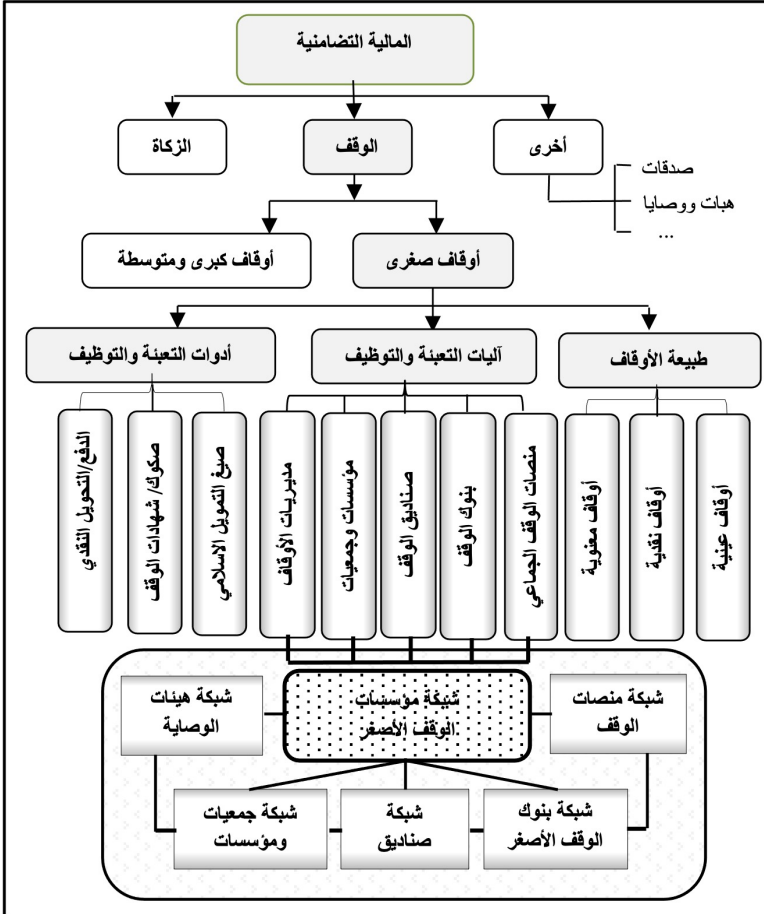 المالية التضامنية
أخرى
الوقف
الزكاة
صدقات
هبات ووصايا
...
أوقاف صغرى
أوقاف كبرى ومتوسطة
طبيعة الأوقاف
آليات التعبئة والتوظيف
أدوات التعبئة والتوظيف
أوقاف عينية
أوقاف نقدية
أوقاف معنوية
منصات الوقف الجماعي
بنوك الوقف
صناديق الوقف
مؤسسات وجمعيات
مديريات الأوقاف
صيغ التمويل الاسلامي
صكوك/ شهادات الوقف
الدفع/التحويل النقدي
شبكة منصات
الوقف
شبكة مؤسسات
الوقف الأصغر
شبكة هيئات
الوصاية
شبكة بنوك
الوقف الأصغر
شبكة
صناديق
شبكة جمعيات
ومؤسسات